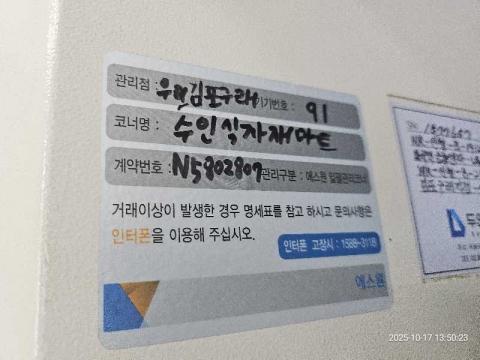 관리점 : 우편김포구래 기기번호 : 91
코너명 : 수인식자재마트
계약번호 : N5802807 관리구분 : 에스원 일괄관리코너
거래이상이 발생한 경우 명세표를 참고 하시고 문의사항은
인터폰을 이용해 주십시오.
인터폰 고장시 : 1588-3118
에스원
2025-10-17 13:50:23